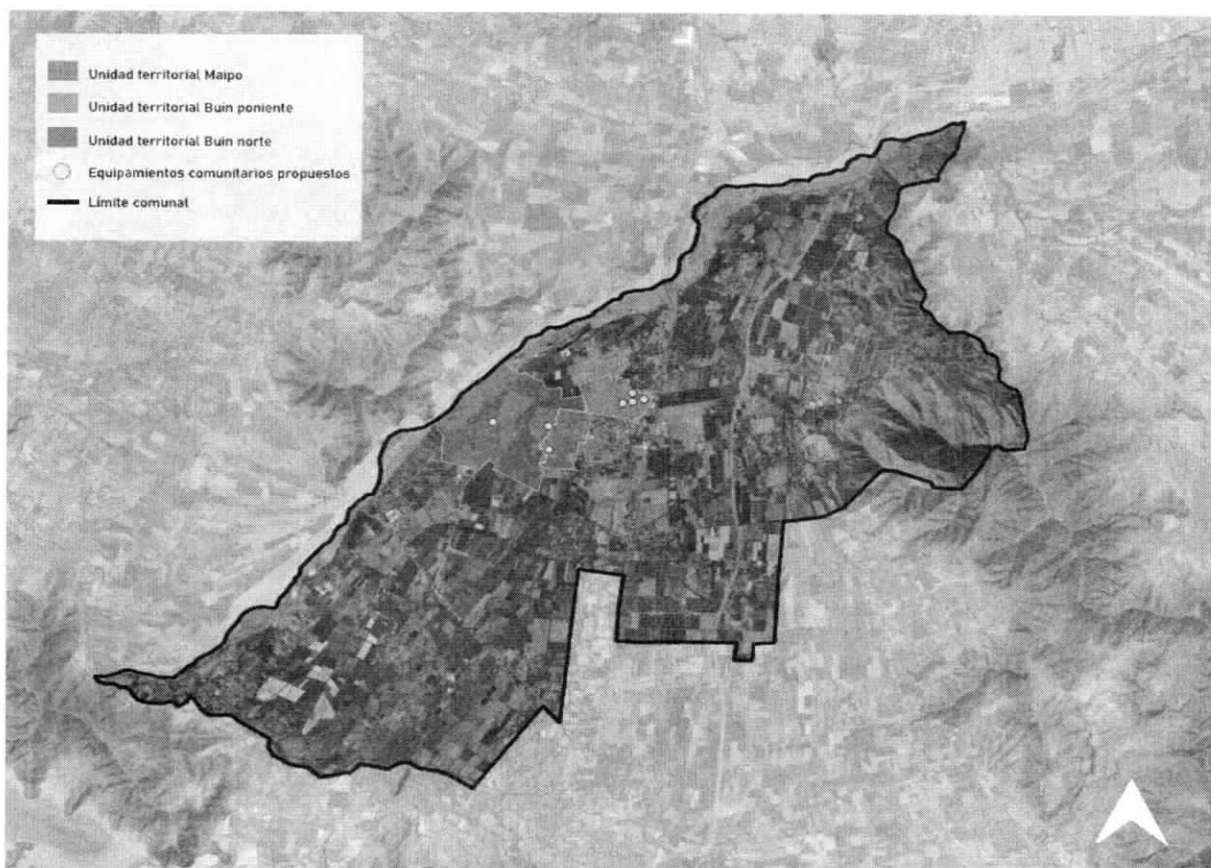 Unidad territorial Maipo
Unidad territorial Buin poniente
Unidad territorial Buin norte
Equipamientos comunitarios propuestos
Límite comunal